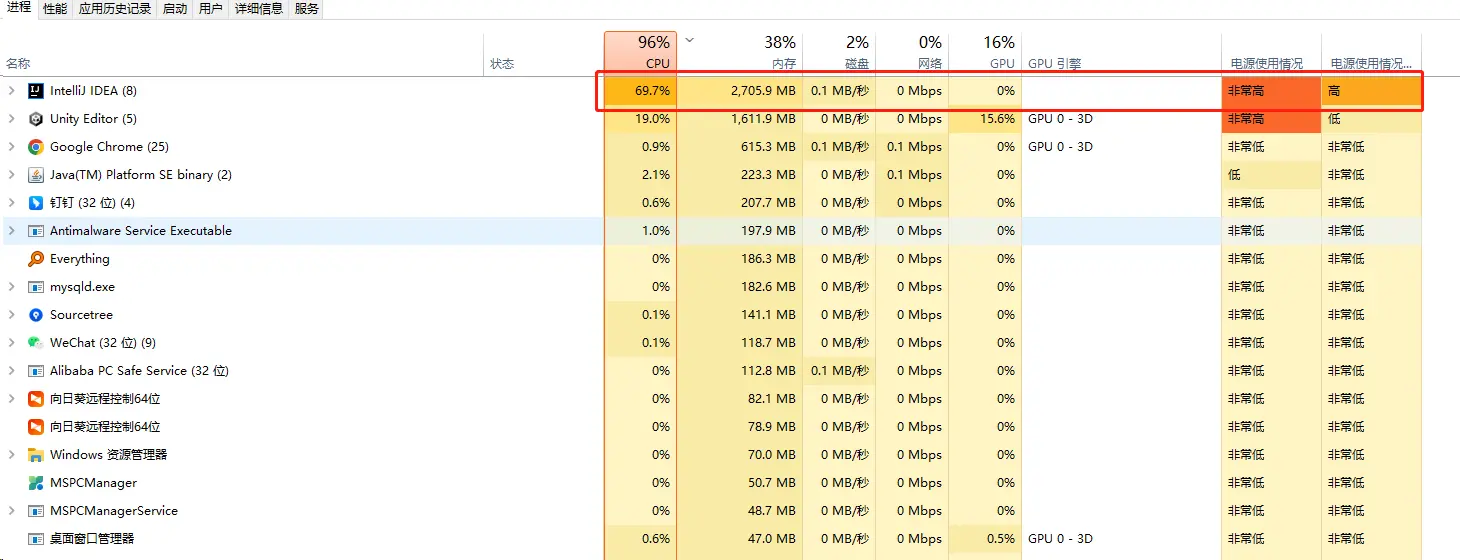 进程 性能 应用历史记录 启动 用户 详细信息 服务
96% 38% 2% 0% 16%
名称 状态 CPU 内存 磁盘 网络 GPU GPU 引擎 电源使用情况 电源使用情况...
IntelliJ IDEA (8) 69.7% 2,705.9 MB 0.1 MB/秒 0 Mbps 0% 非常高 高
Unity Editor (5) 19.0% 1,611.9 MB 0 MB/秒 0 Mbps 15.6% GPU 0 - 3D 非常高 低
Google Chrome (25) 0.9% 615.3 MB 0.1 MB/秒 0.1 Mbps 0% GPU 0 - 3D 非常低 非常低
Java(TM) Platform SE binary (2) 2.1% 223.3 MB 0 MB/秒 0.1 Mbps 0% 低 非常低
钉钉 (32 位) (4) 0.6% 207.7 MB 0 MB/秒 0 Mbps 0% 非常低 非常低
Antimalware Service Executable 1.0% 197.9 MB 0 MB/秒 0 Mbps 0% 非常低 非常低
Everything 0% 186.3 MB 0 MB/秒 0 Mbps 0% 非常低 非常低
mysqld.exe 0% 182.6 MB 0 MB/秒 0 Mbps 0% 非常低 非常低
Sourcetree 0.1% 141.1 MB 0 MB/秒 0 Mbps 0% 非常低 非常低
WeChat (32 位) (9) 0.1% 118.7 MB 0 MB/秒 0 Mbps 0% 非常低 非常低
Alibaba PC Safe Service (32 位) 0% 112.8 MB 0.1 MB/秒 0 Mbps 0% 非常低 非常低
向日葵远程控制64位 0% 82.1 MB 0 MB/秒 0 Mbps 0% 非常低 非常低
向日葵远程控制64位 0% 78.9 MB 0 MB/秒 0 Mbps 0% 非常低 非常低
Windows 资源管理器 0% 70.0 MB 0 MB/秒 0 Mbps 0% 非常低 非常低
MSPCManager 0% 50.7 MB 0 MB/秒 0 Mbps 0% 非常低 非常低
MSPCManagerService 0% 48.7 MB 0 MB/秒 0 Mbps 0% 非常低 非常低
桌面窗口管理器 0.6% 47.0 MB 0 MB/秒 0 Mbps 0.5% GPU 0 - 3D 非常低 非常低